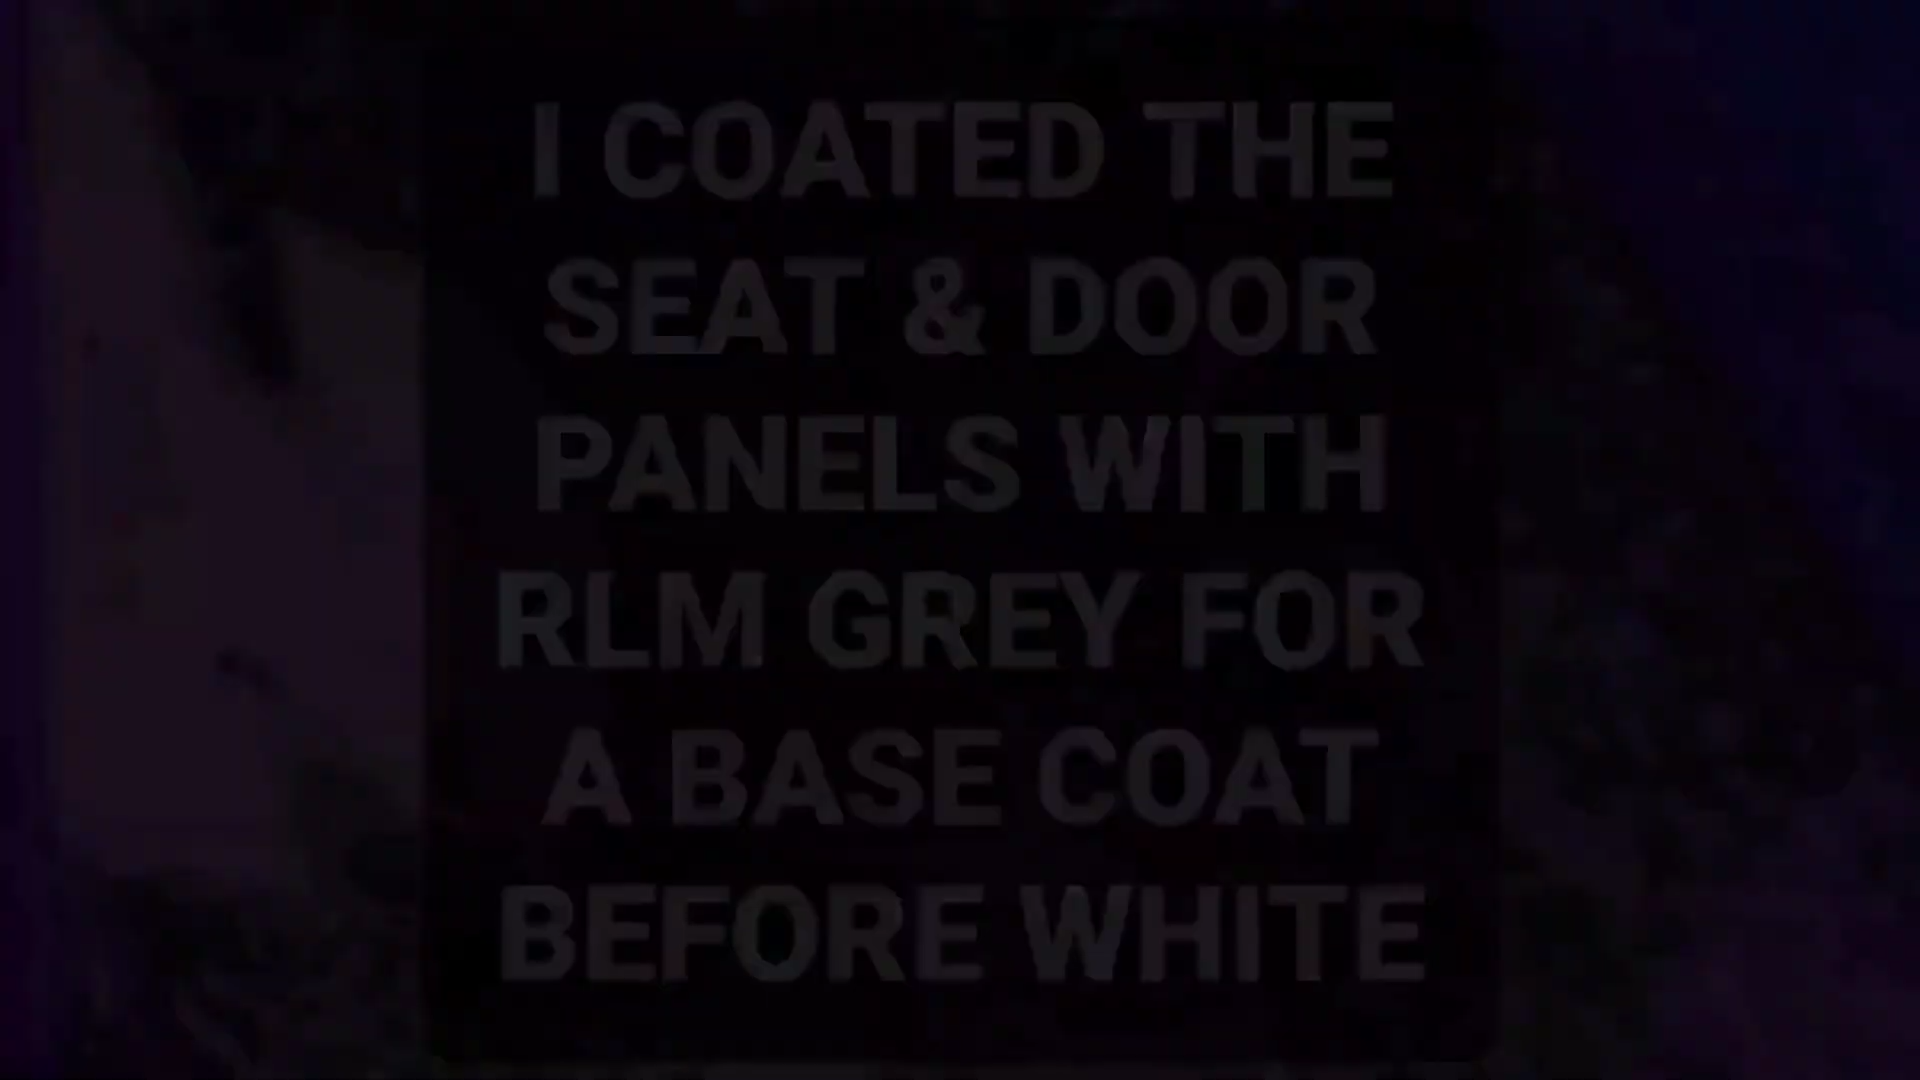 I COATED THE
SEAT & DOOR
PANELS WITH
RLM GREY FOR
A BASE COAT
BEFORE WHITE